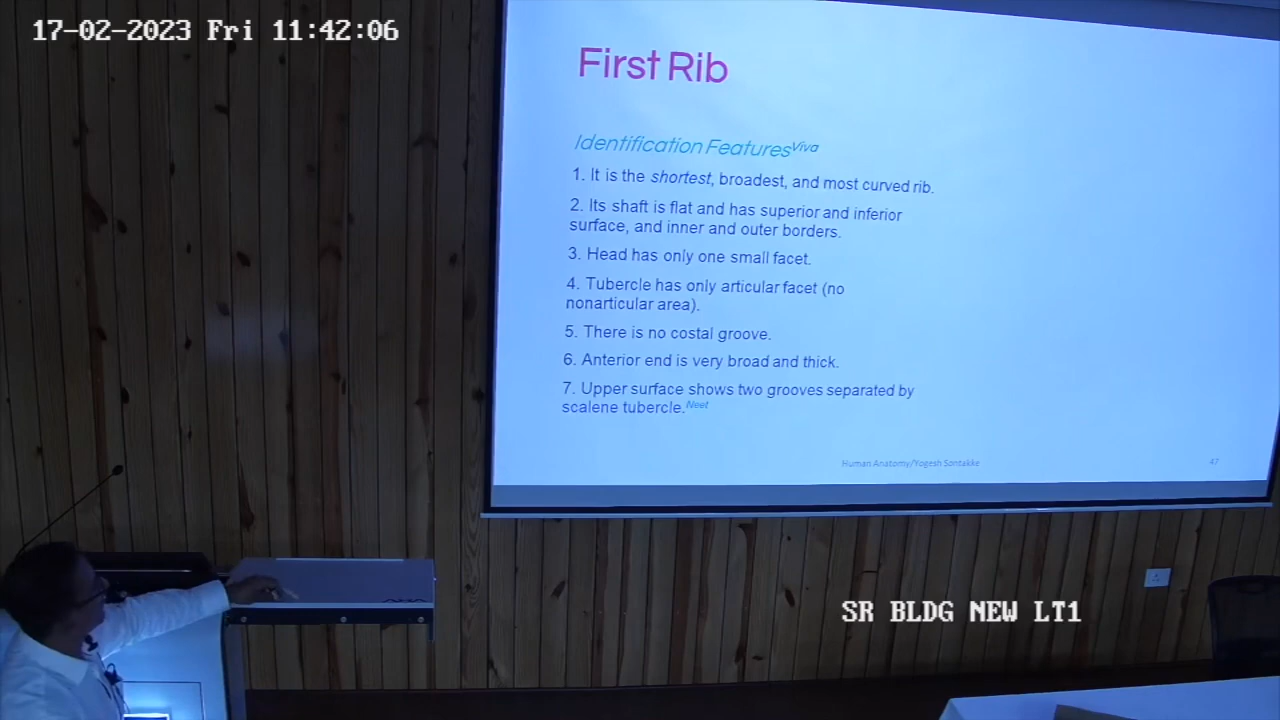 17-02-2023 Fri 11:42:06
First Rib
Identification FeaturesViva
1. It is the shortest, broadest, and most curved rib.
2. Its shaft is flat and has superior and inferior
surface, and inner and outer borders.
3. Head has only one small facet.
4. Tubercle has only articular facet (no
nonarticular area).
5. There is no costal groove.
6. Anterior end is very broad and thick.
7. Upper surface shows two grooves separated by
scalene tubercle.Neet
Human Anatomy/Yogesh Sontakke
47
SR BLDG NEW LT1